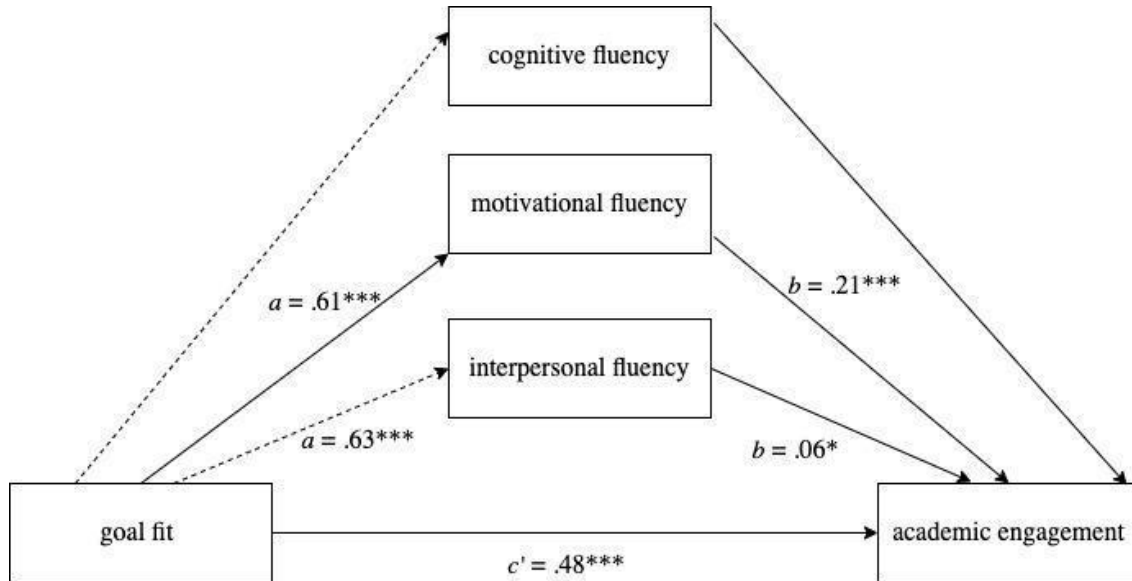 cognitive fluency
motivational fluency
a = .61***
b = .21***
interpersonal fluency
a = .63***
b = .06*
goal fit
academic engagement
c' = .48***